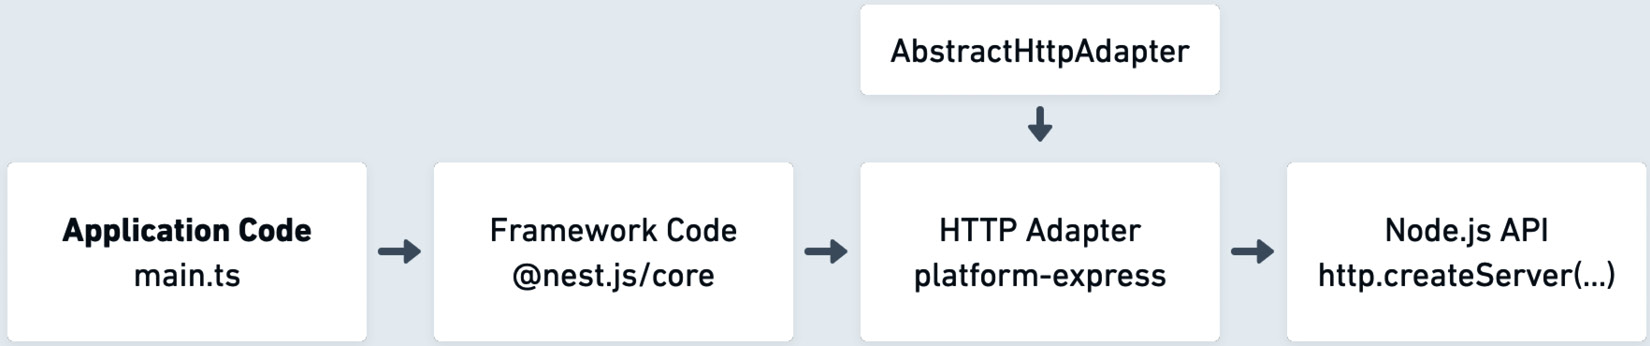 AbstractHttpAdapter
Application Code
main.ts
Framework Code
@nest.js/core
HTTP Adapter
platform-express
Node.js API
http.createServer(...)